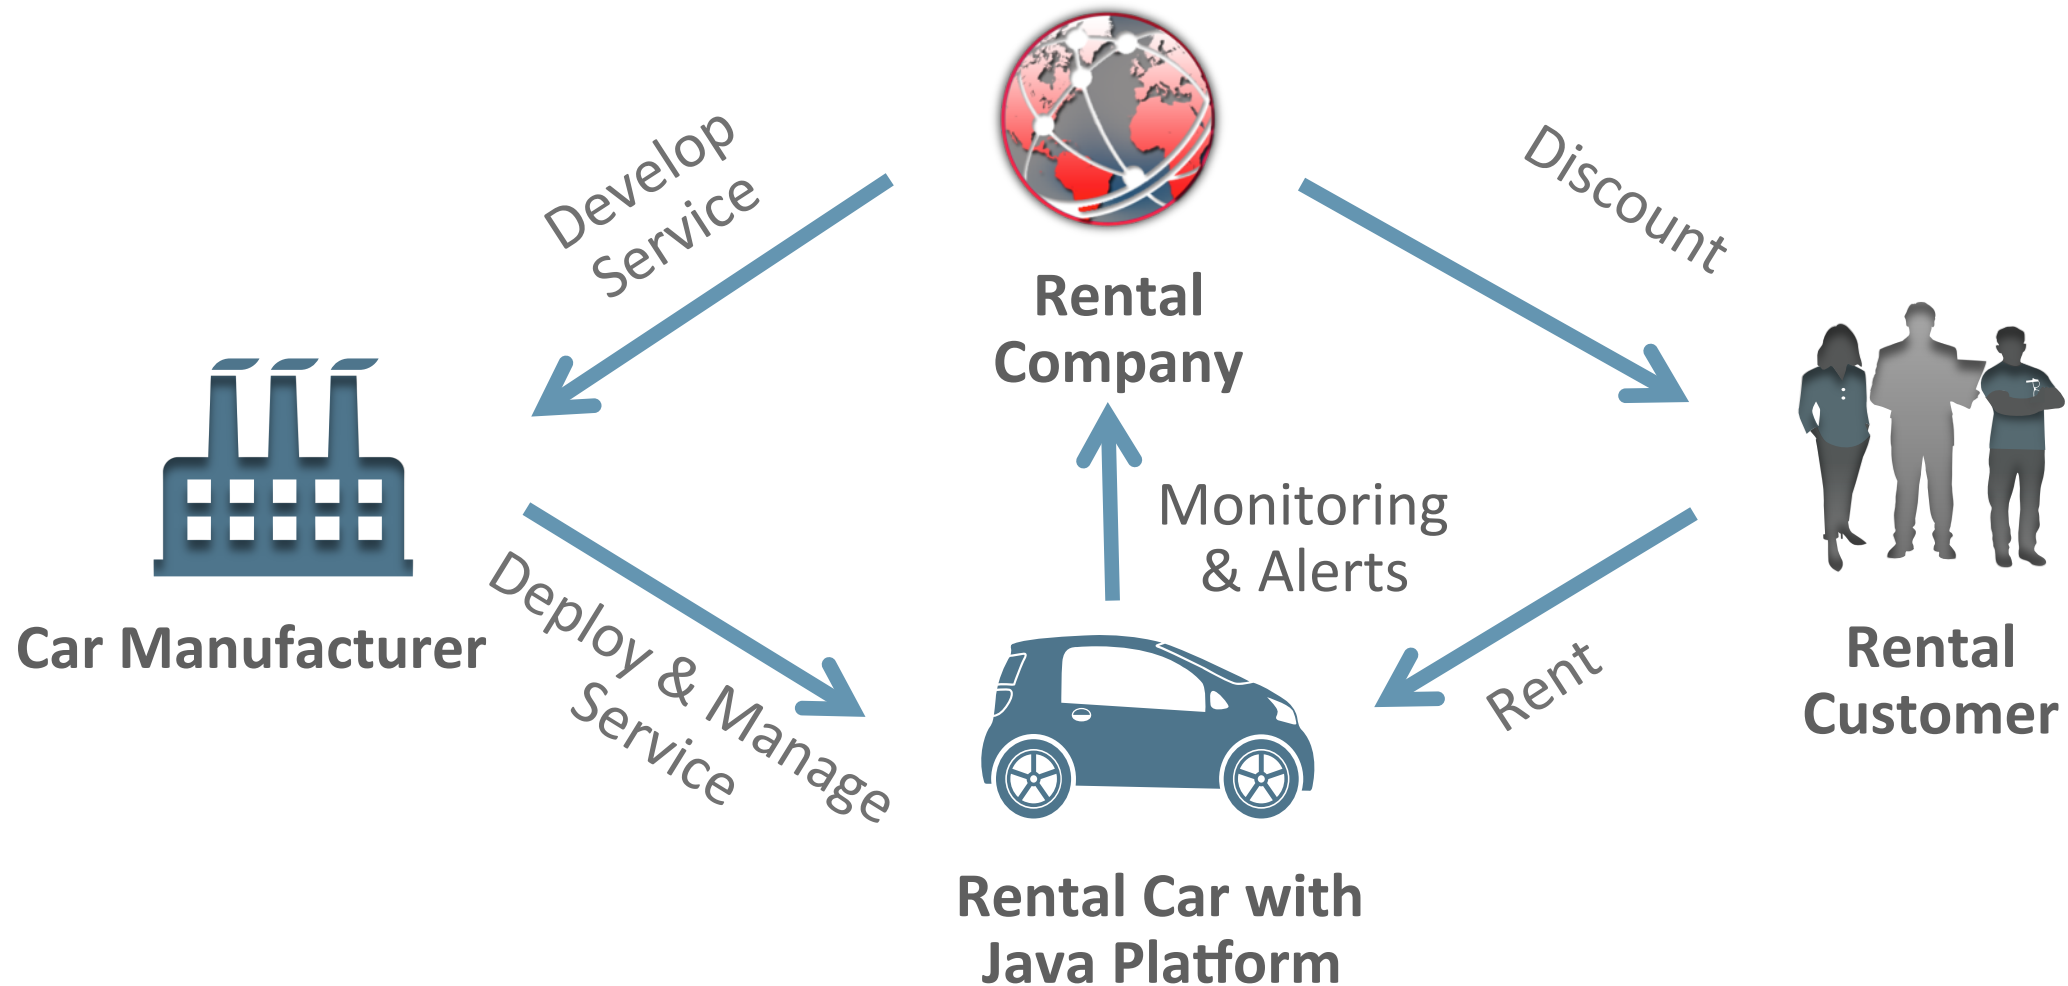 Develop
Service
Discount
Rental
Company
Monitoring
& Alerts
Car Manufacturer
Deploy & Manage
Service
Rent
Rental
Customer
Rental Car with
Java Platform